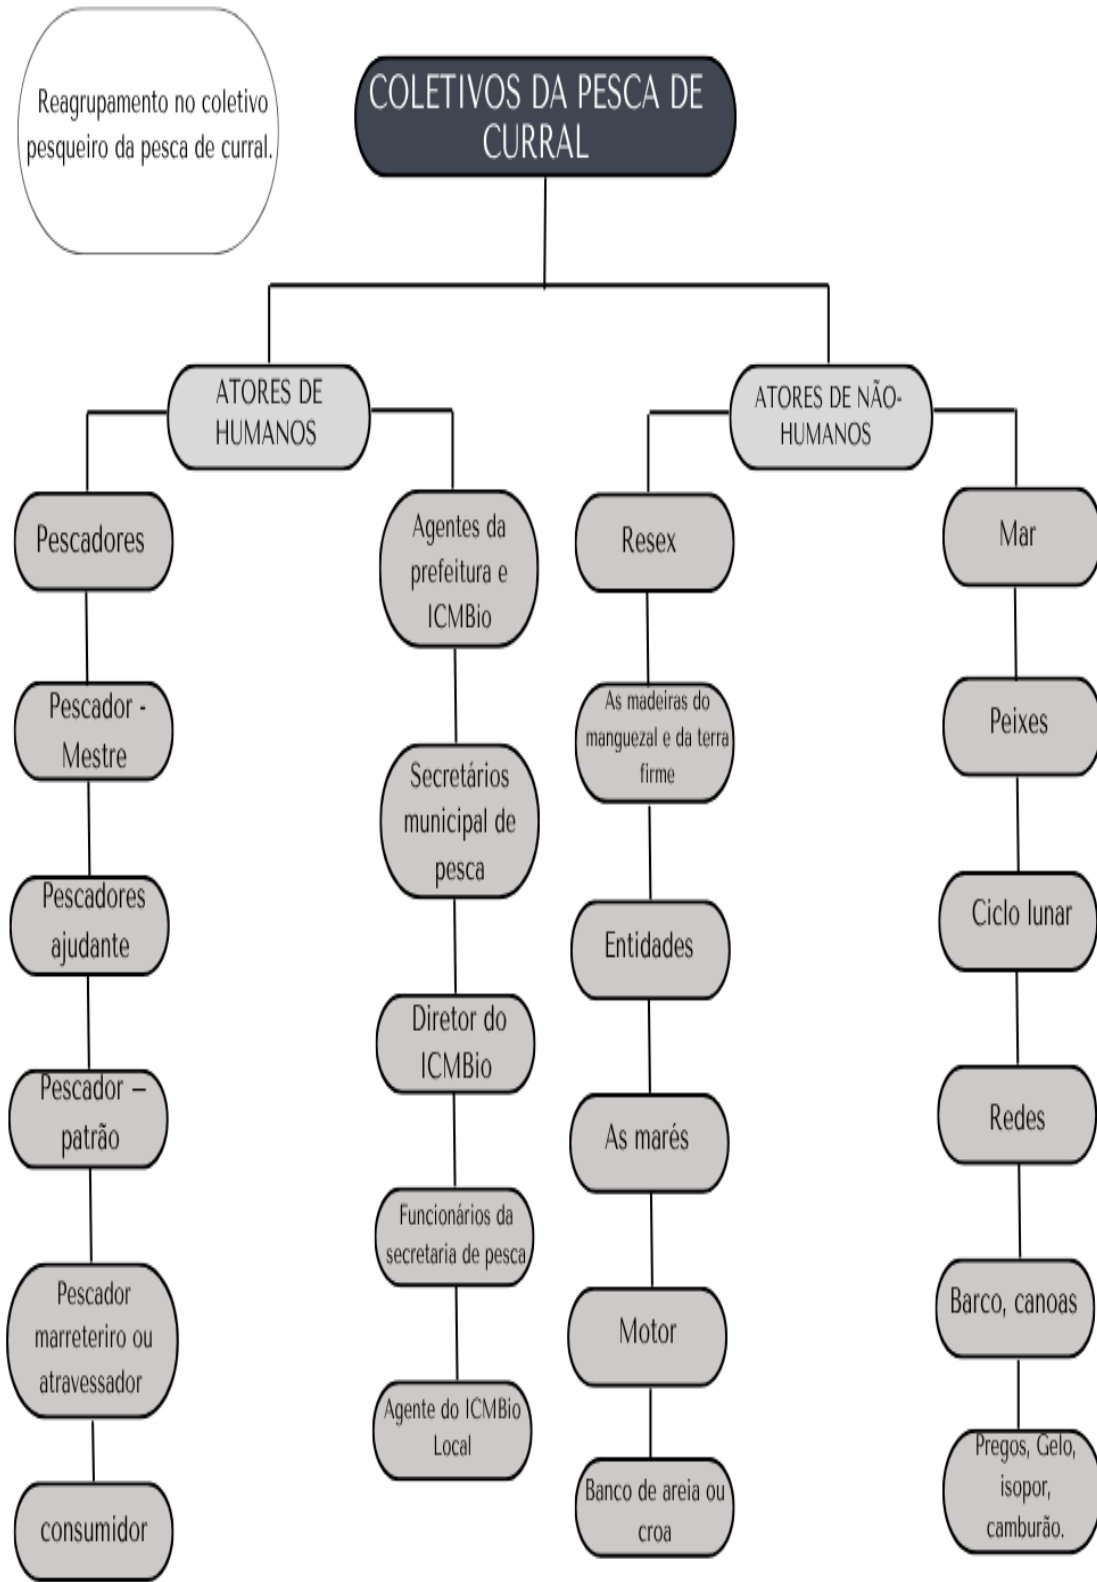 Reagrupamento no coletivo
pesqueiro da pesca de curral.
COLETIVOS DA PESCA DE
CURRAL
ATORES DE
HUMANOS
ATORES DE NÃO-
HUMANOS
Pescadores
Pescador -
Mestre
Pescadores
ajudante
Pescador –
patrão
Pescador
marreteriro ou
atravessador
consumidor
Agentes da
prefeitura e
ICMBio
Secretários
municipal de
pesca
Diretor do
ICMBio
Funcionários da
secretaria de pesca
Agente do ICMBio
Local
Resex
As madeiras do
manguezal e da terra
firme
Entidades
As marés
Motor
Banco de areia ou
croa
Mar
Peixes
Ciclo lunar
Redes
Barco, canoas
Pregos, Gelo,
isopor,
camburão.